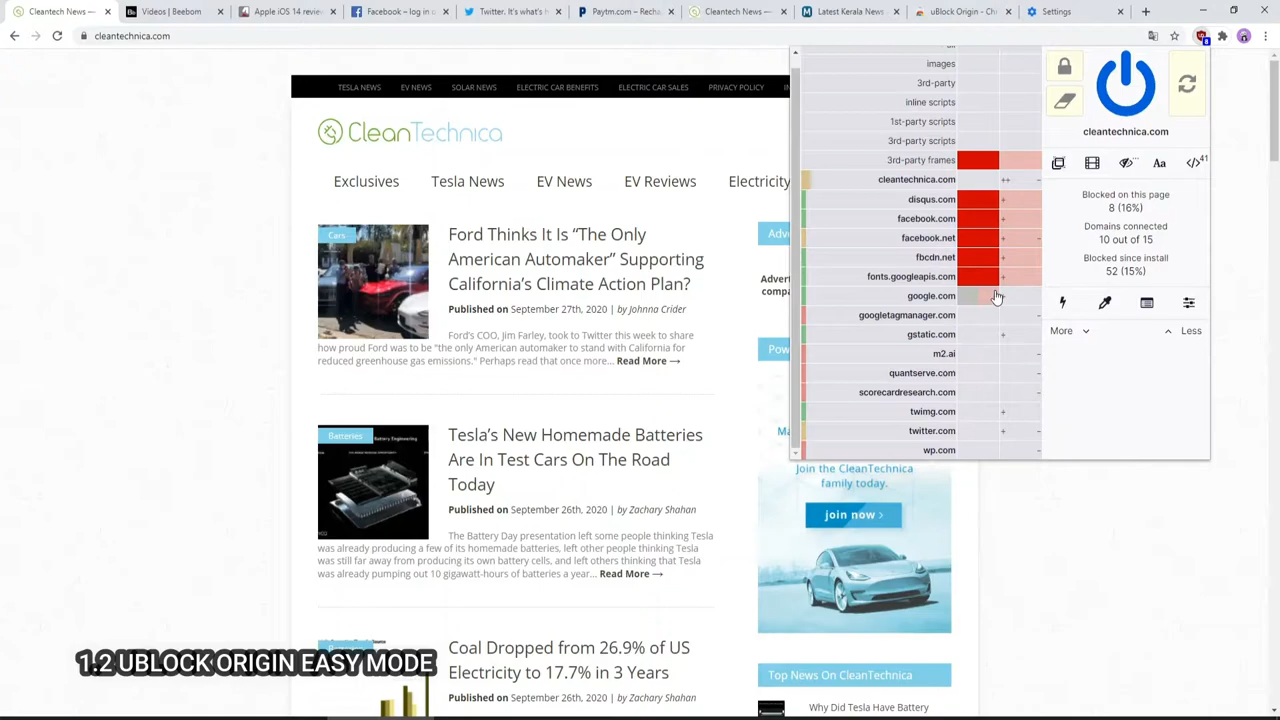 Cleantech News —
Videos | Beebom
Apple iOS 14 review
Facebook – log in o
Twitter. It's what's h
Paytm.com – Rechar
Cleantech News —
Latest Kerala News
uBlock Origin - Chr
Settings
cleantechnica.com
8
TESLA NEWS
EV NEWS
SOLAR NEWS
ELECTRIC CAR BENEFITS
ELECTRIC CAR SALES
PRIVACY POLICY
CleanTechnica
Exclusives
Tesla News
EV News
EV Reviews
Electricity
Cars
Ford Thinks It Is “The Only
American Automaker” Supporting
California’s Climate Action Plan?
Published on September 27th, 2020 | by Johnna Crider
Ford’s COO, Jim Farley, took to Twitter this week to share
how proud Ford was to be "the only American automaker to stand with California for
reduced greenhouse gas emissions." Perhaps read that once more... Read More →
Batteries
Tesla’s New Homemade Batteries
Are In Test Cars On The Road
Today
Published on September 26th, 2020 | by Zachary Shahan
The Battery Day presentation left some people thinking Tesla
was already producing a few of its homemade batteries, left other people thinking Tesla
was still far away from producing its own battery cells, and left others thinking that Tesla
was already pumping out 10 gigawatt-hours of batteries a year... Read More →
Coal Dropped from 26.9% of US
Electricity to 17.7% in 3 Years
Published on September 26th, 2020 | by Zachary Shahan
1.2 UBLOCK ORIGIN EASY MODE
Adve
Advert
compa
Pow
Ma
Join the CleanTechnica
family today.
join now >
Top News On CleanTechnica
Why Did Tesla Have Battery
images
3rd-party
inline scripts
1st-party scripts
3rd-party scripts
3rd-party frames
cleantechnica.com ++ –
disqus.com +
facebook.com +
facebook.net + –
fbcdn.net +
fonts.googleapis.com +
google.com
googletagmanager.com –
gstatic.com +
m2.ai –
quantserve.com –
scorecardresearch.com –
twimg.com +
twitter.com + –
wp.com –
cleantechnica.com
Aa
</> 41
Blocked on this page
8 (16%)
Domains connected
10 out of 15
Blocked since install
52 (15%)
More
Less